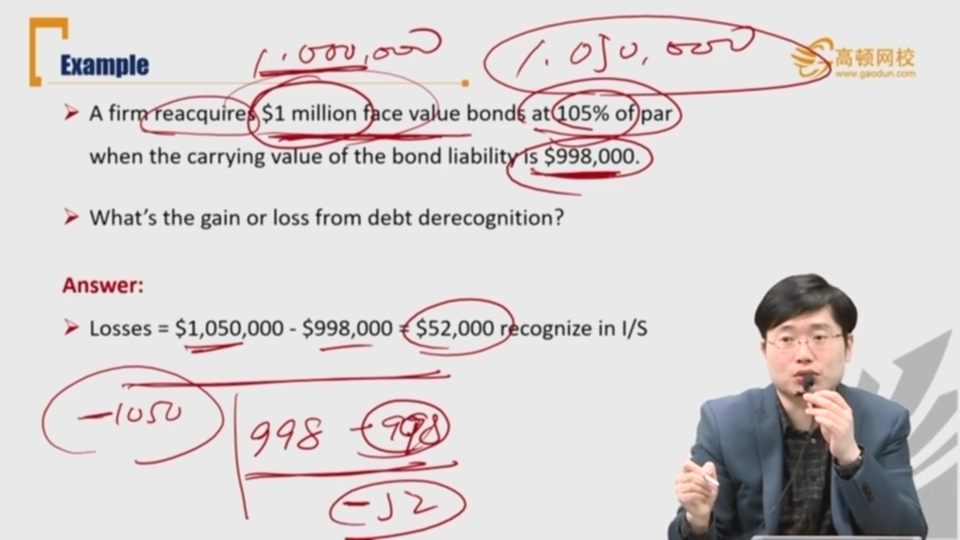 Example
1.000,000
1.050,000
高顿网校
www.gaodun.com
➢ A firm reacquires $1 million face value bonds at 105% of par
when the carrying value of the bond liability is $998,000.
➢ What's the gain or loss from debt derecognition?
Answer:
➢ Losses = $1,050,000 - $998,000 = $52,000 recognize in I/S
-1050
998 -998
-52